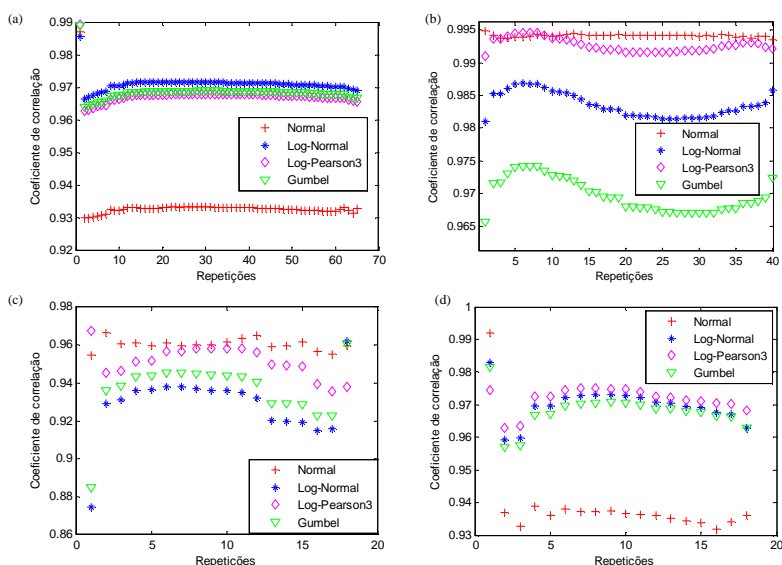 (a)
0.99
0.98
0.97
0.96
0.95
0.94
0.93
0.92
Coeficiente de correlação
Normal
Log-Normal
Log-Pearson3
Gumbel
0 10 20 30 40 50 60 70
Repetições
(b)
0.995
0.99
0.985
0.98
0.975
0.97
0.965
Coeficiente de correlação
Normal
Log-Normal
Log-Pearson3
Gumbel
5 10 15 20 25 30 35 40
Repetições
(c)
0.98
0.96
0.94
0.92
0.9
0.88
0.86
Coeficiente de correlação
Normal
Log-Normal
Log-Pearson3
Gumbel
0 5 10 15 20
Repetições
(d)
1
0.99
0.98
0.97
0.96
0.95
0.94
0.93
Coeficiente de correlação
Normal
Log-Normal
Log-Pearson3
Gumbel
0 5 10 15 20
Repetições